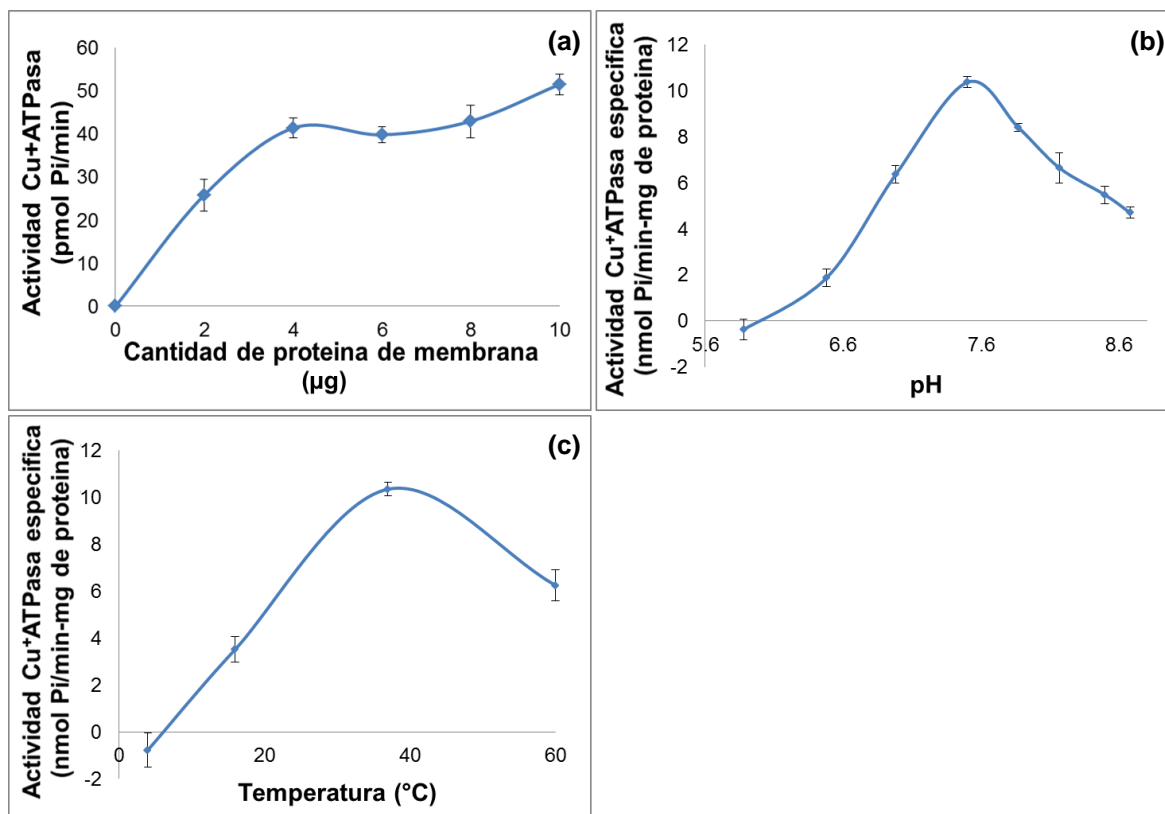 (a)
Actividad Cu+ATPasa
(pmol Pi/min)
60
50
40
30
20
10
0
0 2 4 6 8 10
Cantidad de proteina de membrana
(µg)
(b)
Actividad Cu⁺ATPasa especifica
(nmol Pi/min-mg de proteina)
12
10
8
6
4
2
0
-2
5.6 6.6 7.6 8.6
pH
(c)
Actividad Cu⁺ATPasa especifica
(nmol Pi/min-mg de proteina)
12
10
8
6
4
2
0
-2
0 20 40 60
Temperatura (°C)